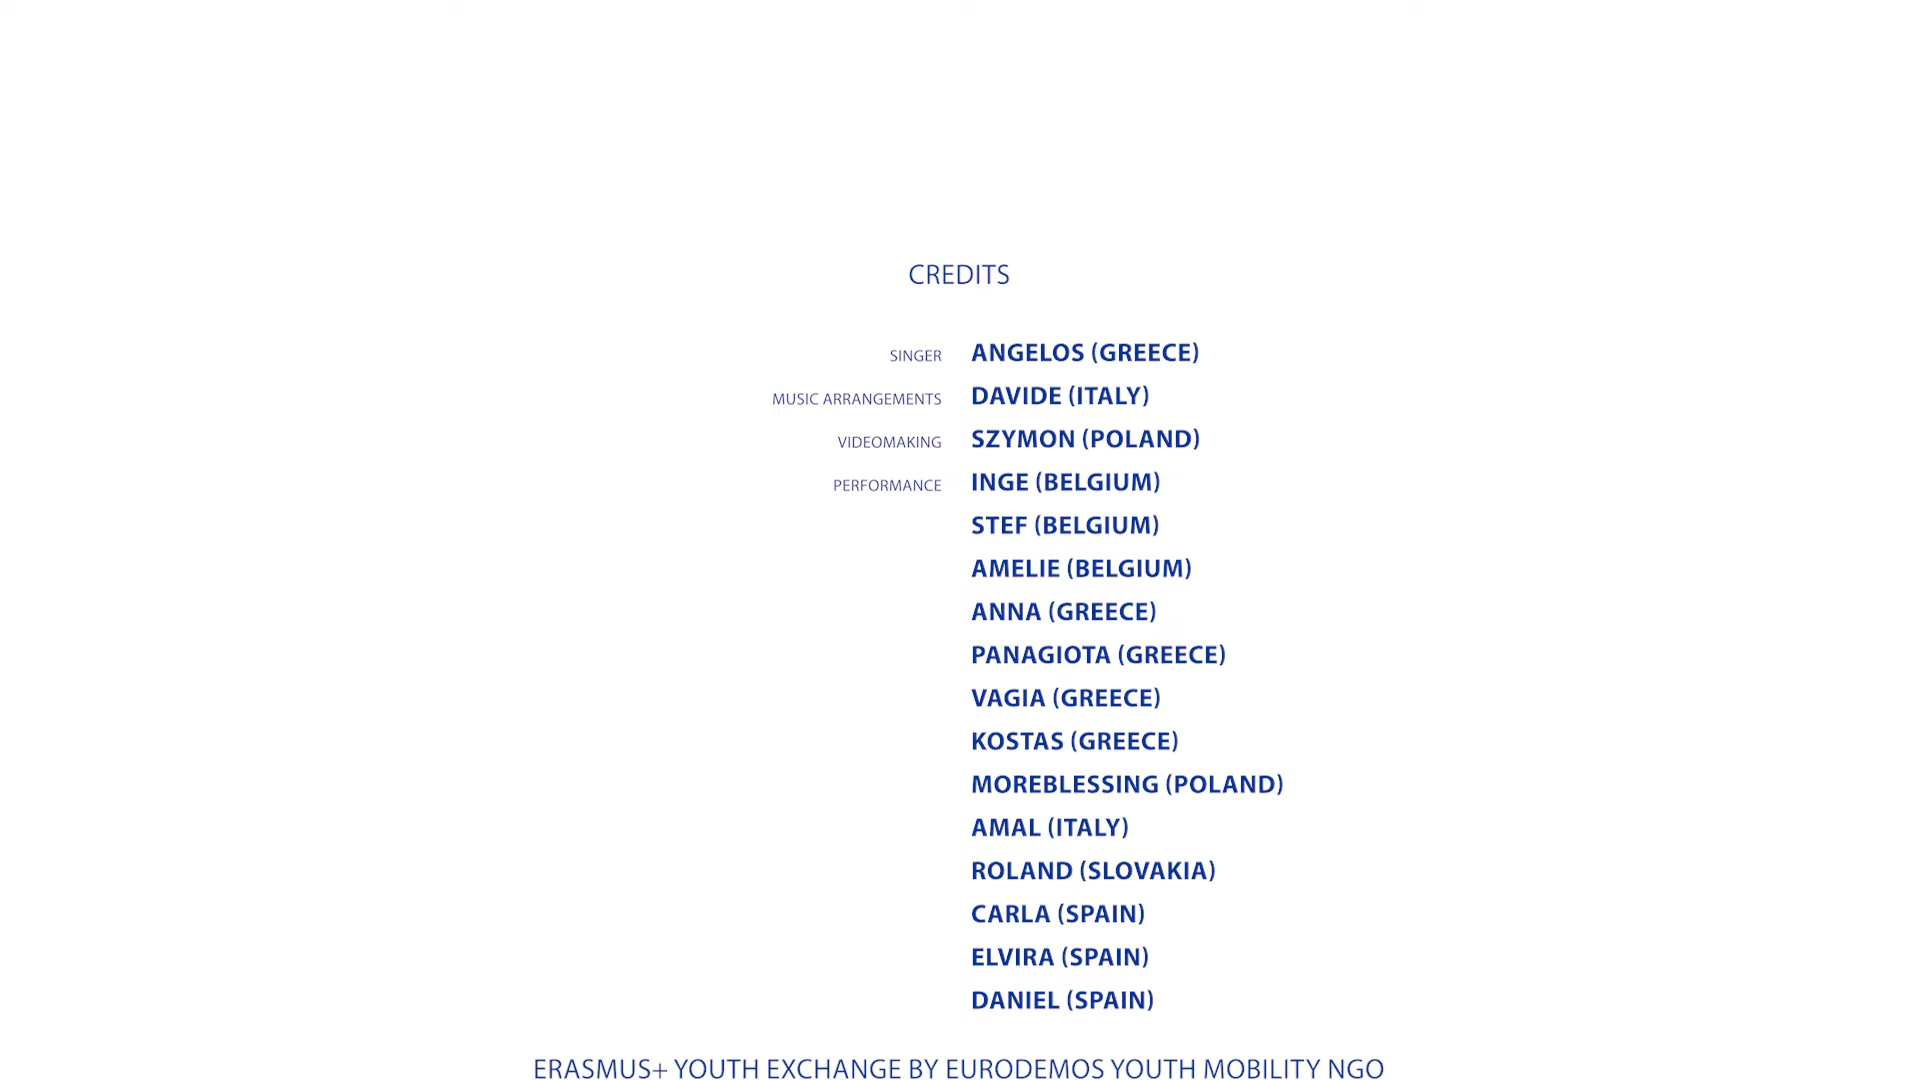 CREDITS
SINGER ANGELOS (GREECE)
MUSIC ARRANGEMENTS DAVIDE (ITALY)
VIDEOMAKING SZYMON (POLAND)
PERFORMANCE INGE (BELGIUM)
STEF (BELGIUM)
AMELIE (BELGIUM)
ANNA (GREECE)
PANAGIOTA (GREECE)
VAGIA (GREECE)
KOSTAS (GREECE)
MOREBLESSING (POLAND)
AMAL (ITALY)
ROLAND (SLOVAKIA)
CARLA (SPAIN)
ELVIRA (SPAIN)
DANIEL (SPAIN)
ERASMUS+ YOUTH EXCHANGE BY EURODEMOS YOUTH MOBILITY NGO